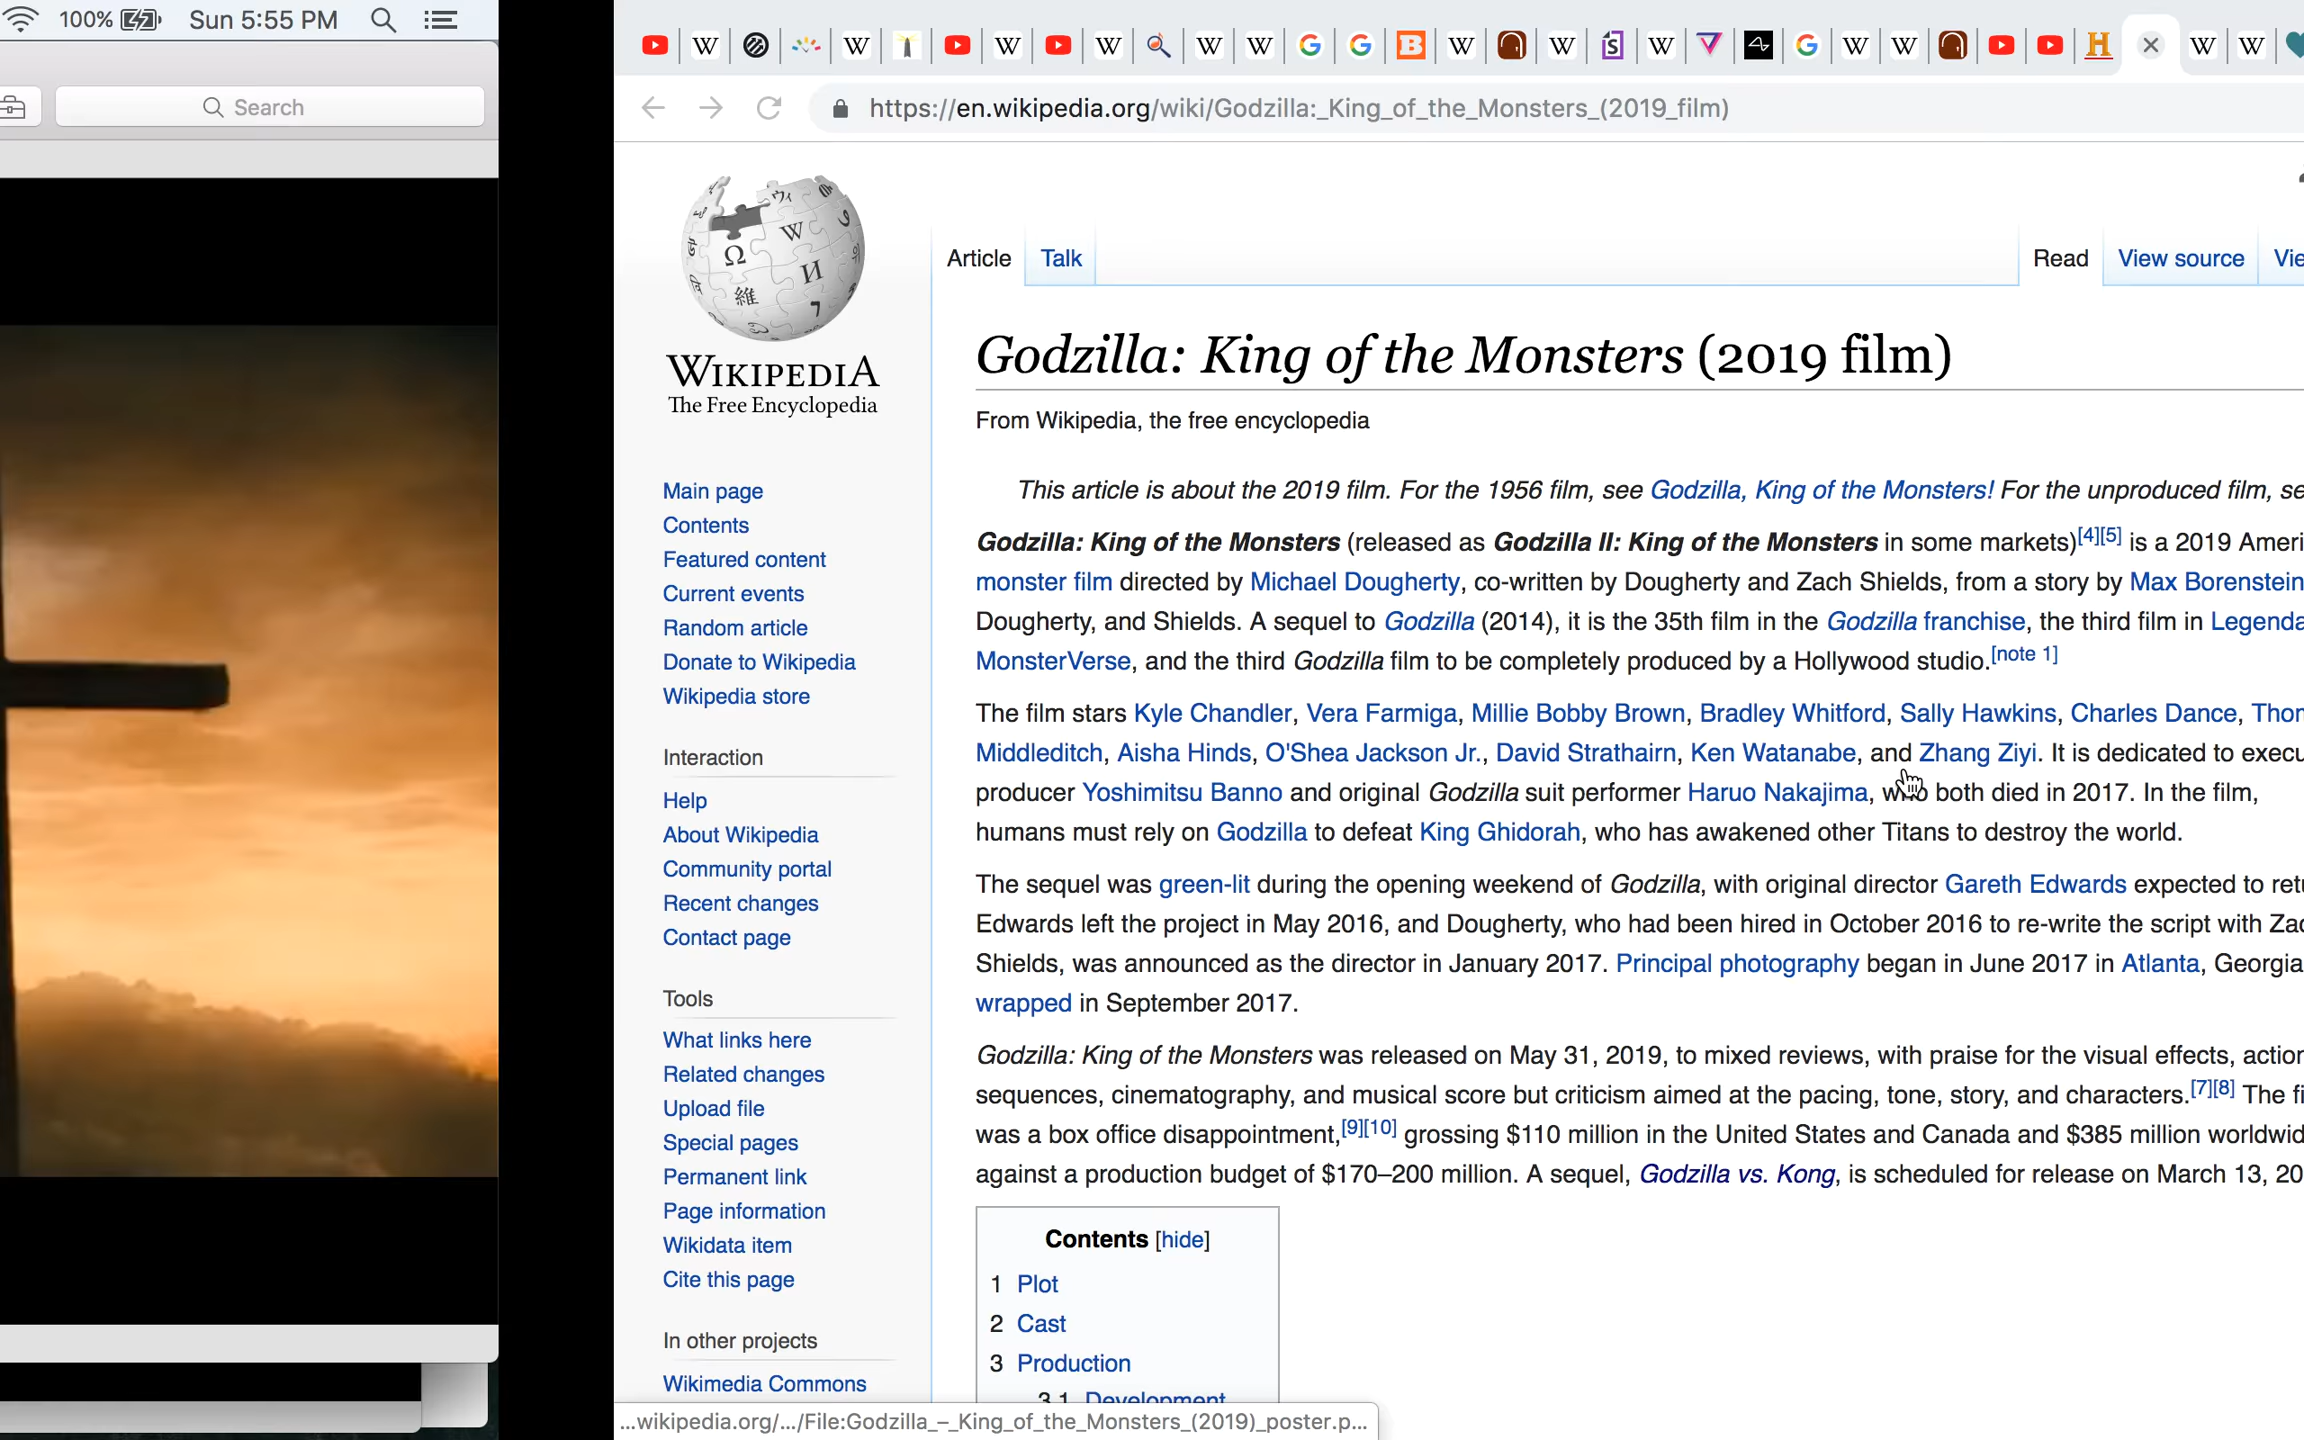 100% Sun 5:55 PM
Search
https://en.wikipedia.org/wiki/Godzilla:_King_of_the_Monsters_(2019_film)
WIKIPEDIA
The Free Encyclopedia
Main page
Contents
Featured content
Current events
Random article
Donate to Wikipedia
Wikipedia store
Interaction
Help
About Wikipedia
Community portal
Recent changes
Contact page
Tools
What links here
Related changes
Upload file
Special pages
Permanent link
Page information
Wikidata item
Cite this page
In other projects
Wikimedia Commons
Article Talk
Read View source
Godzilla: King of the Monsters (2019 film)
From Wikipedia, the free encyclopedia
This article is about the 2019 film. For the 1956 film, see Godzilla, King of the Monsters! For the unproduced film,
Godzilla: King of the Monsters (released as Godzilla II: King of the Monsters in some markets)[4][5] is a 2019
monster film directed by Michael Dougherty, co-written by Dougherty and Zach Shields, from a story by Max Borenstein
Dougherty, and Shields. A sequel to Godzilla (2014), it is the 35th film in the Godzilla franchise, the third film in
MonsterVerse, and the third Godzilla film to be completely produced by a Hollywood studio.[note 1]
The film stars Kyle Chandler, Vera Farmiga, Millie Bobby Brown, Bradley Whitford, Sally Hawkins, Charles Dance,
Middleditch, Aisha Hinds, O'Shea Jackson Jr., David Strathairn, Ken Watanabe, and Zhang Ziyi. It is dedicated to
producer Yoshimitsu Banno and original Godzilla suit performer Haruo Nakajima, who both died in 2017. In the film,
humans must rely on Godzilla to defeat King Ghidorah, who has awakened other Titans to destroy the world.
The sequel was green-lit during the opening weekend of Godzilla, with original director Gareth Edwards expected to
Edwards left the project in May 2016, and Dougherty, who had been hired in October 2016 to re-write the script with
Shields, was announced as the director in January 2017. Principal photography began in June 2017 in Atlanta, Georgia
wrapped in September 2017.
Godzilla: King of the Monsters was released on May 31, 2019, to mixed reviews, with praise for the visual effects, action
sequences, cinematography, and musical score but criticism aimed at the pacing, tone, story, and characters.[7][8] The
was a box office disappointment,[9][10] grossing $110 million in the United States and Canada and $385 million
against a production budget of $170–200 million. A sequel, Godzilla vs. Kong, is scheduled for release on March 13, 20
Contents [hide]
1 Plot
2 Cast
3 Production
3.1 Development
...wikipedia.org/.../File:Godzilla_–_King_of_the_Monsters_(2019)_poster.p...